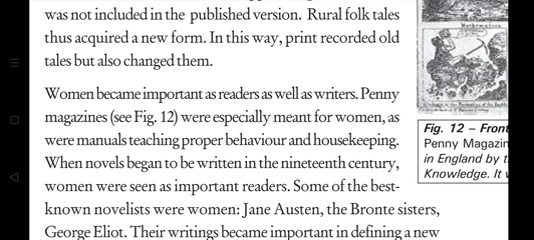 was not included in the published version. Rural folk tales
thus acquired a new form. In this way, print recorded old
tales but also changed them.
Women became important as readers as well as writers. Penny
magazines (see Fig. 12) were especially meant for women, as
were manuals teaching proper behaviour and housekeeping.
When novels began to be written in the nineteenth century,
women were seen as important readers. Some of the best-
known novelists were women: Jane Austen, the Bronte sisters,
George Eliot. Their writings became important in defining a new
Fig. 12 – Front
Penny Magazin
in England by t
Knowledge. It w